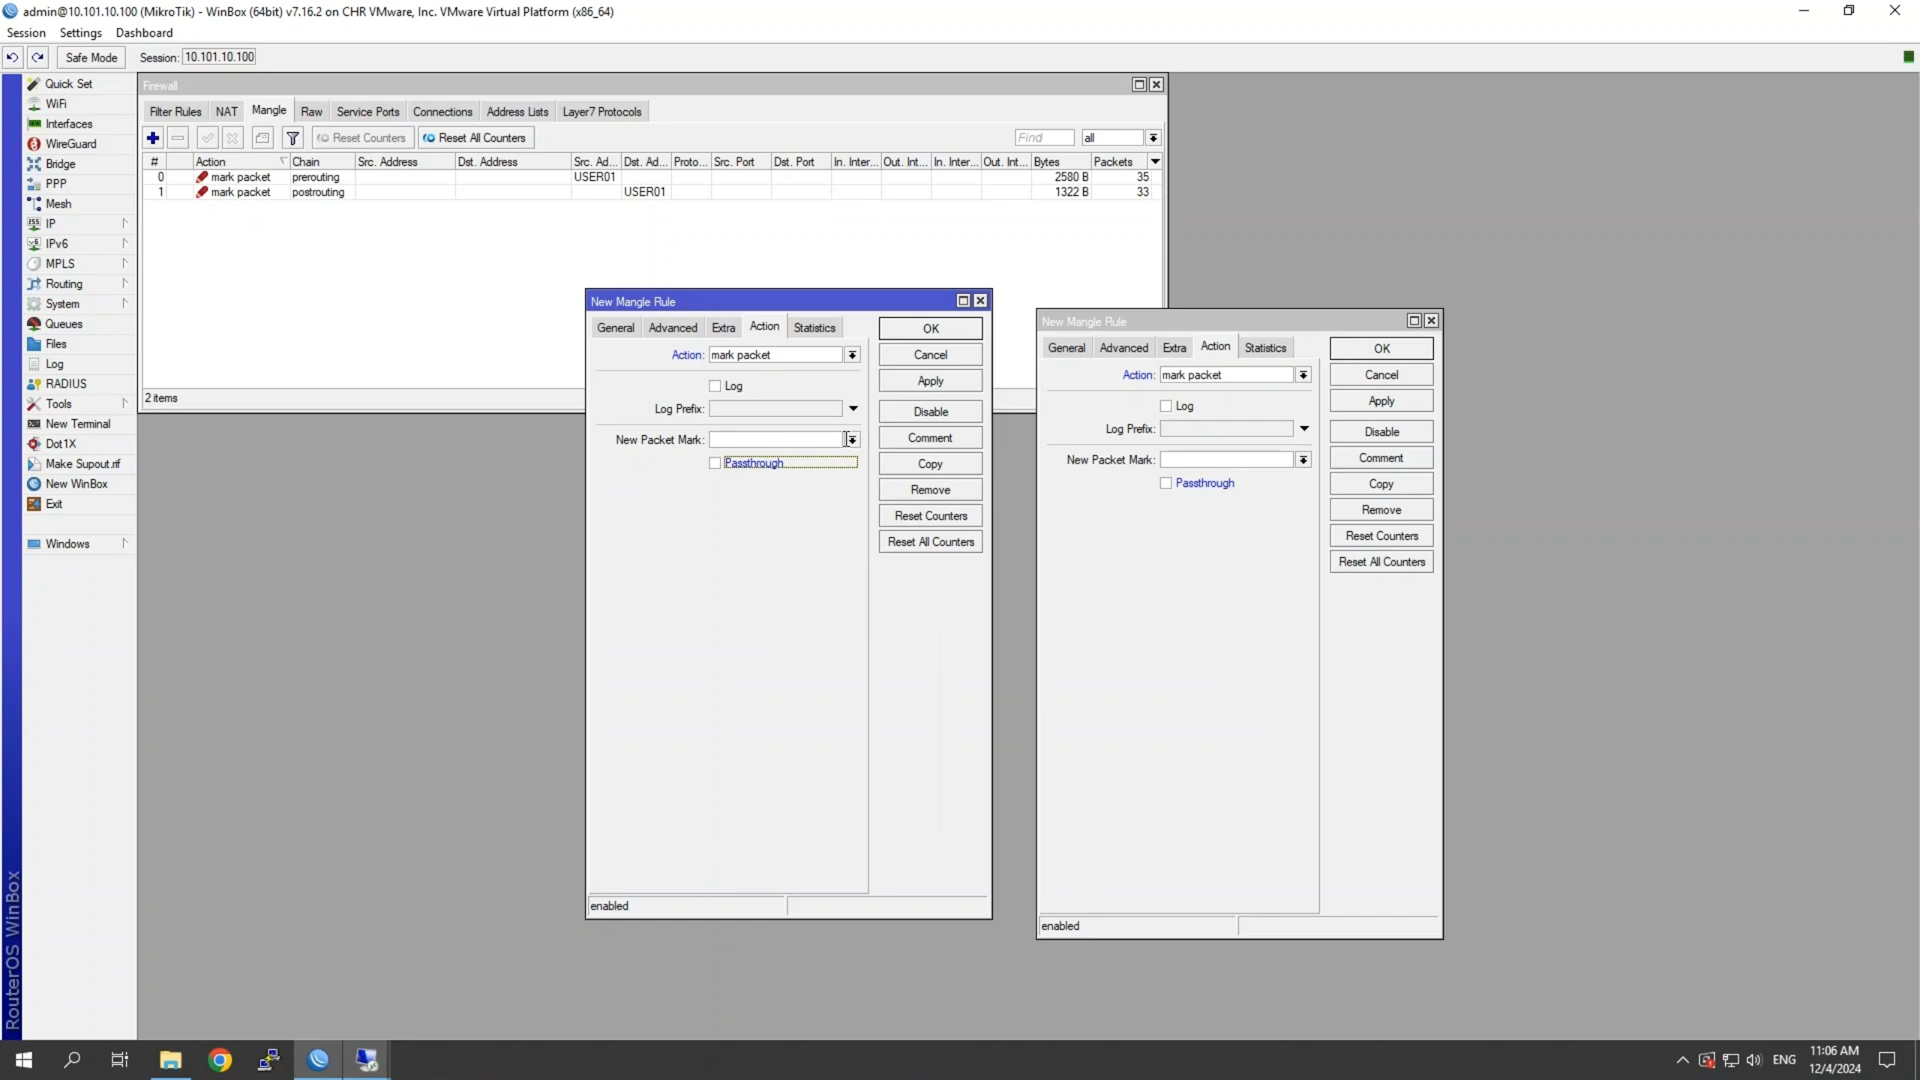 admin@10.101.10.100 (MikroTik) - WinBox (64bit) v7.16.2 on CHR VMware, Inc. VMware Virtual Platform (x86_64)
Session Settings Dashboard
Safe Mode Session: 10.101.10.100
Quick Set
WiFi
Interfaces
WireGuard
Bridge
PPP
Mesh
IP
IPv6
MPLS
Routing
System
Queues
Files
Log
RADIUS
Tools
New Terminal
Dot1X
Make Supout.rif
New WinBox
Exit
Windows
RouterOS WinBox
Firewall
Filter Rules NAT Mangle Raw Service Ports Connections Address Lists Layer7 Protocols
Reset Counters Reset All Counters Find all
# Action Chain Src. Address Dst. Address Src. Ad... Dst. Ad... Proto... Src. Port Dst. Port In. Inter... Out. Int... In. Inter... Out. Int... Bytes Packets
0 mark packet prerouting USER01 2580 B 35
1 mark packet postrouting USER01 1322 B 33
2 items
New Mangle Rule
General Advanced Extra Action Statistics
Action: mark packet
Log
Log Prefix:
New Packet Mark:
Passthrough
OK
Cancel
Apply
Disable
Comment
Copy
Remove
Reset Counters
Reset All Counters
enabled
New Mangle Rule
General Advanced Extra Action Statistics
Action: mark packet
Log
Log Prefix:
New Packet Mark:
Passthrough
OK
Cancel
Apply
Disable
Comment
Copy
Remove
Reset Counters
Reset All Counters
enabled
ENG
11:06 AM
12/4/2024